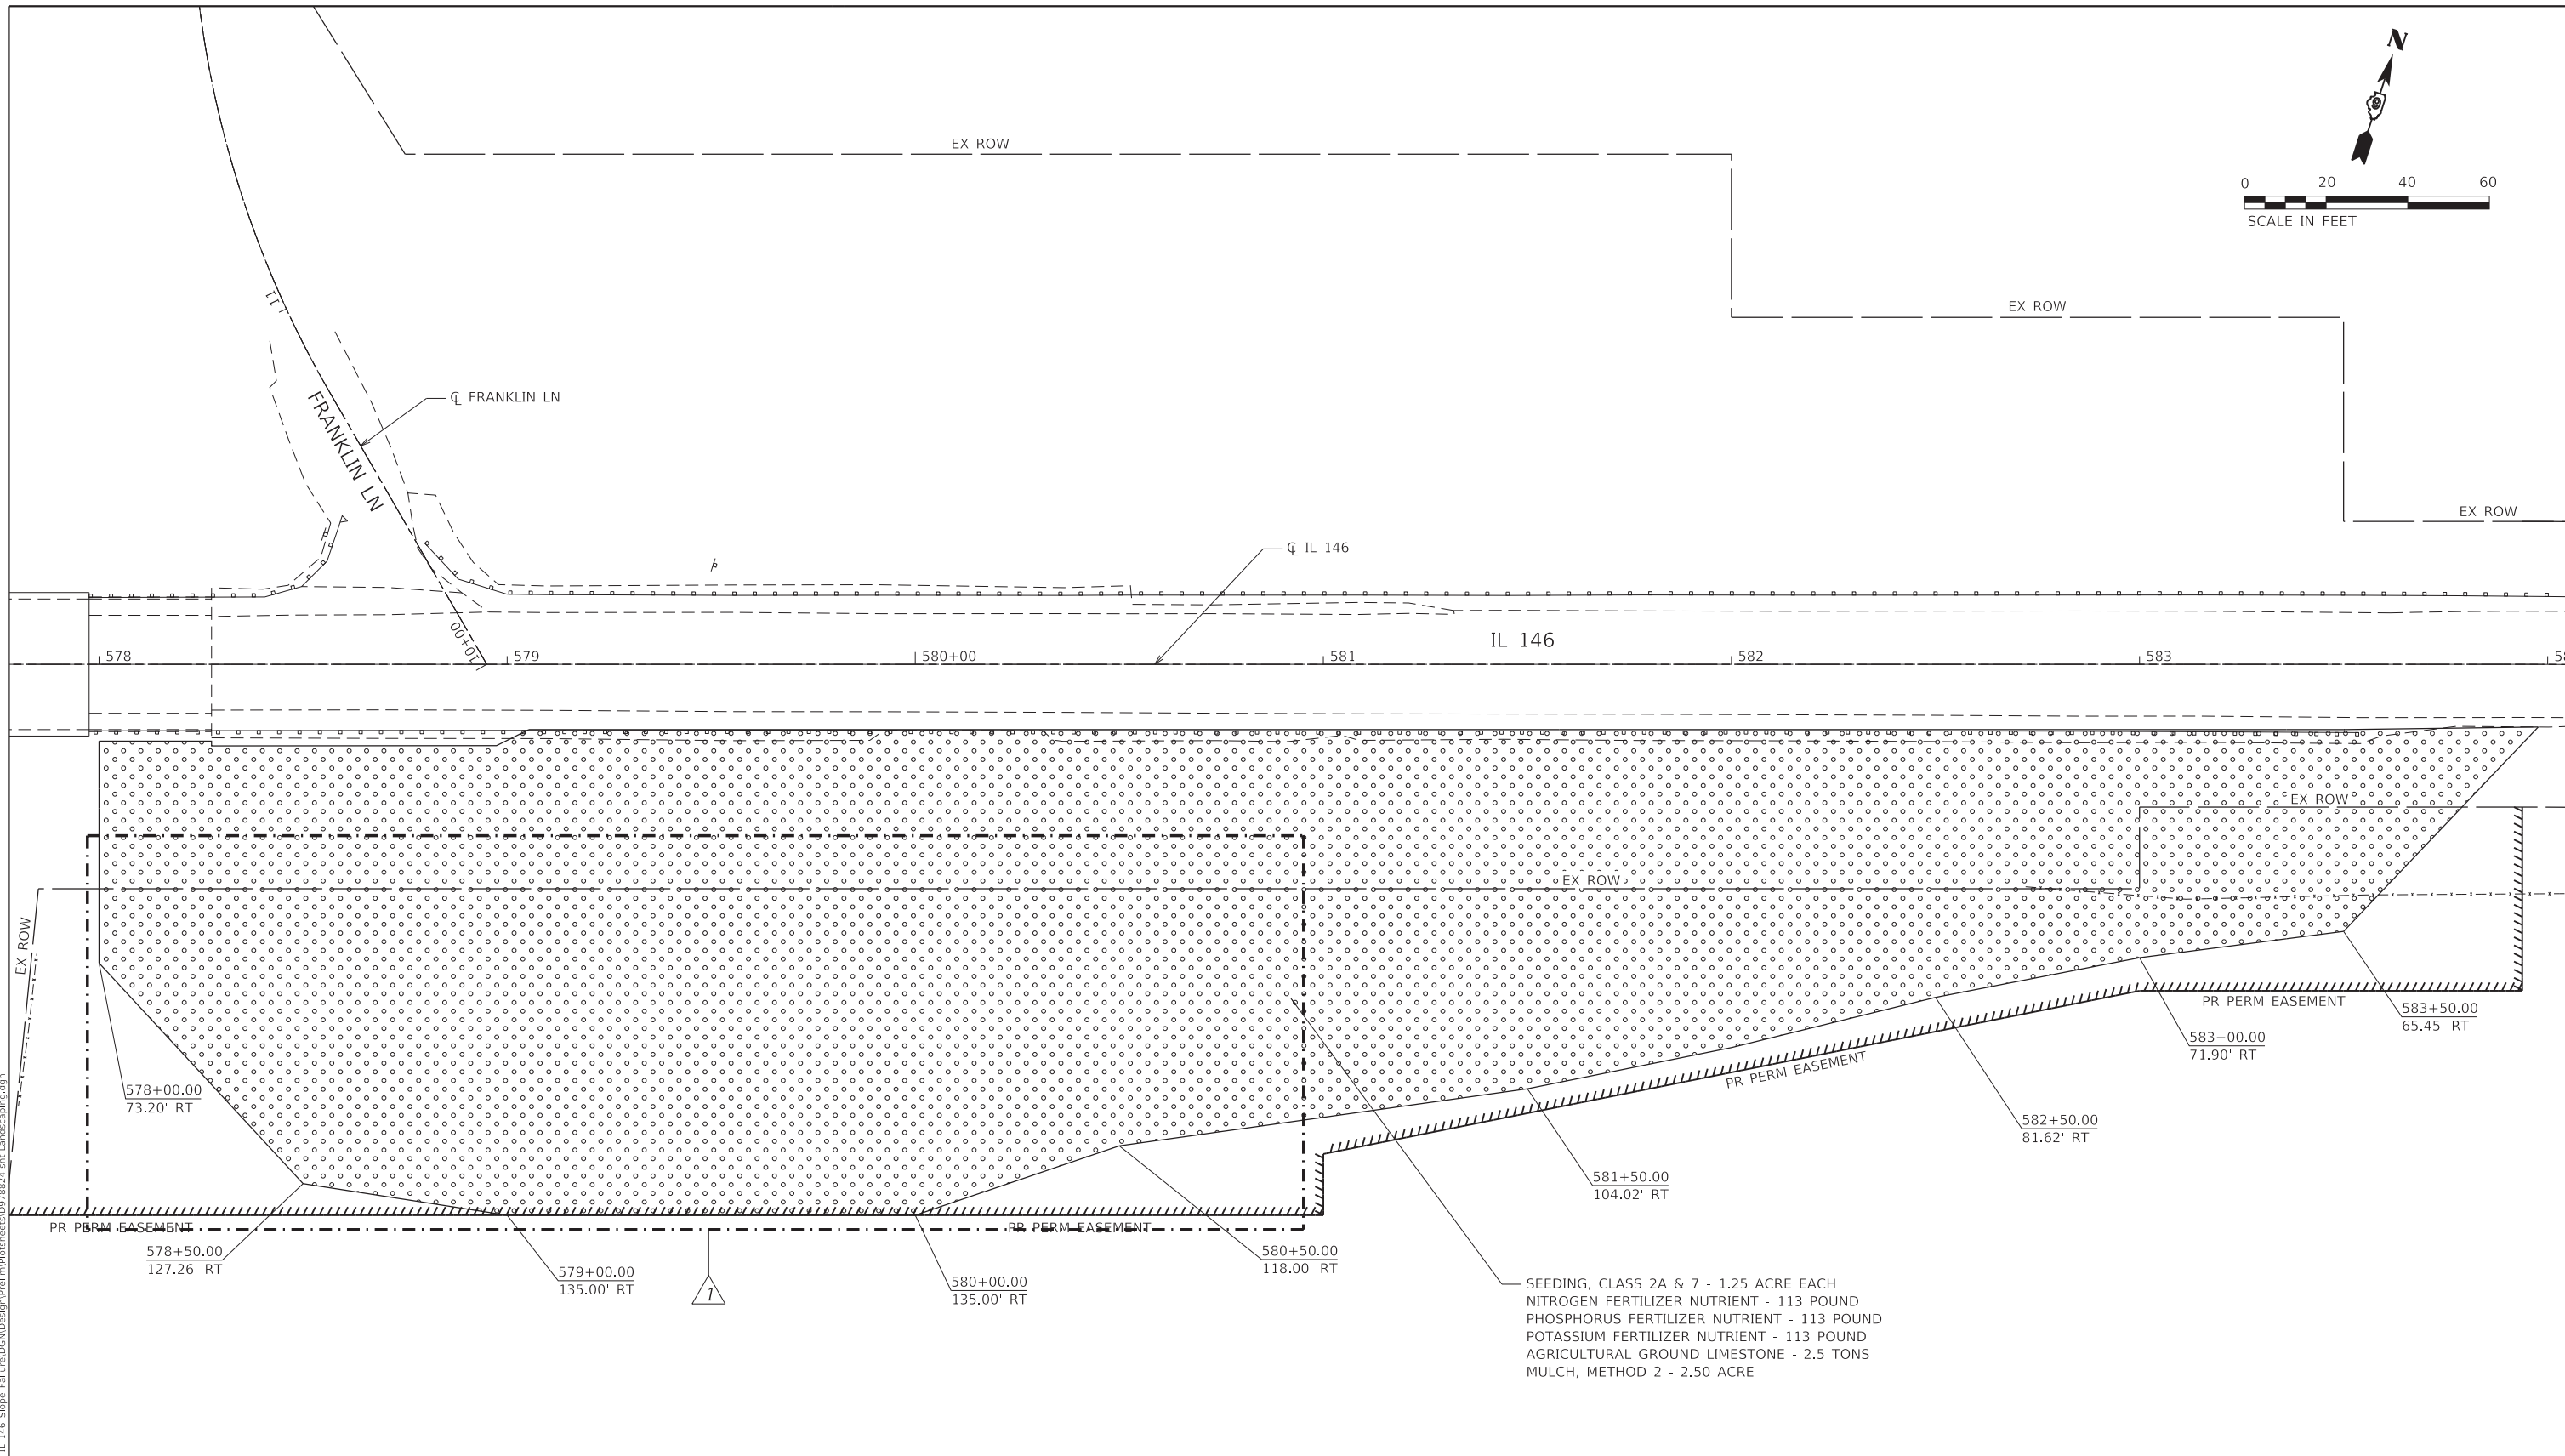 N
EX ROW
0 20 40 60
SCALE IN FEET
11
EX ROW
℄ FRANKLIN LN
FRANKLIN LN
EX ROW
℄ IL 146
10+00
IL 146
578 579 580+00 581 582 583
EX ROW
EX ROW
EX ROW
PR PERM EASEMENT
583+50.00
65.45' RT
583+00.00
71.90' RT
PR PERM EASEMENT
578+00.00
73.20' RT
582+50.00
81.62' RT
581+50.00
104.02' RT
PR PERM EASEMENT
PR PERM EASEMENT
578+50.00
127.26' RT
580+50.00
118.00' RT
579+00.00
135.00' RT
1
580+00.00
135.00' RT
SEEDING, CLASS 2A & 7 - 1.25 ACRE EACH
NITROGEN FERTILIZER NUTRIENT - 113 POUND
PHOSPHORUS FERTILIZER NUTRIENT - 113 POUND
POTASSIUM FERTILIZER NUTRIENT - 113 POUND
AGRICULTURAL GROUND LIMESTONE - 2.5 TONS
MULCH, METHOD 2 - 2.50 ACRE